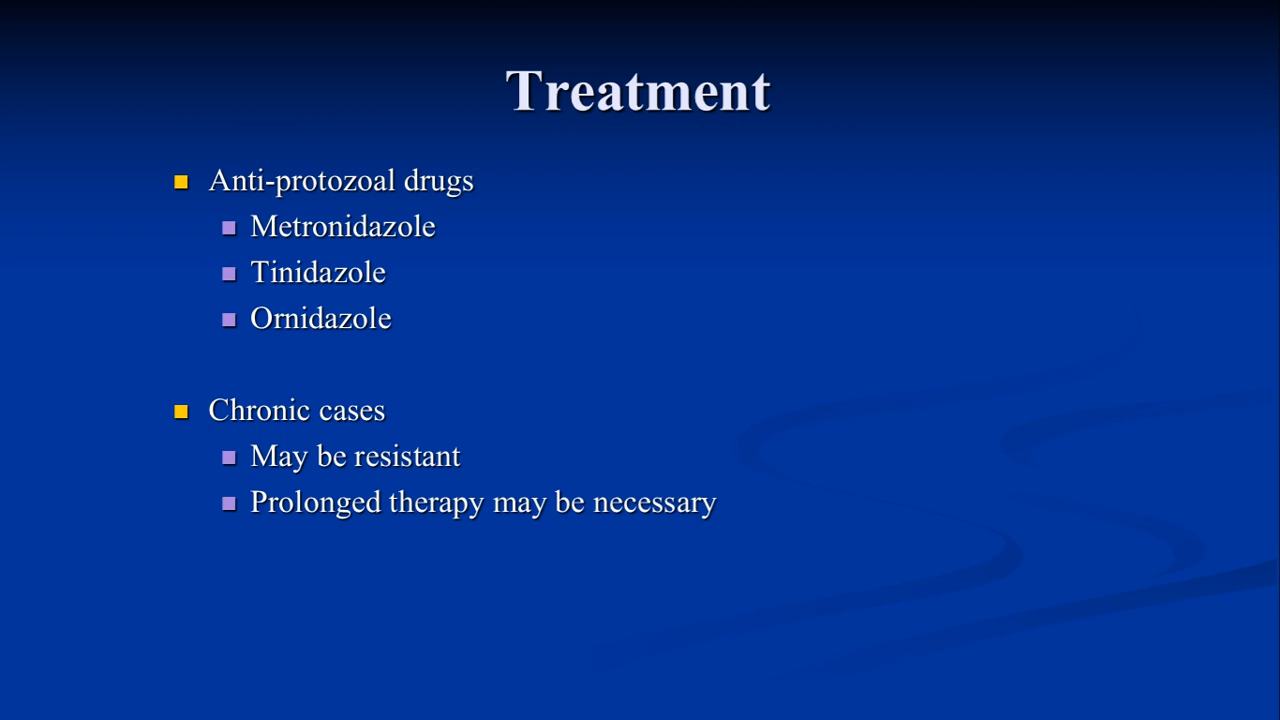 Treatment
Anti-protozoal drugs
Metronidazole
Tinidazole
Ornidazole
Chronic cases
May be resistant
Prolonged therapy may be necessary